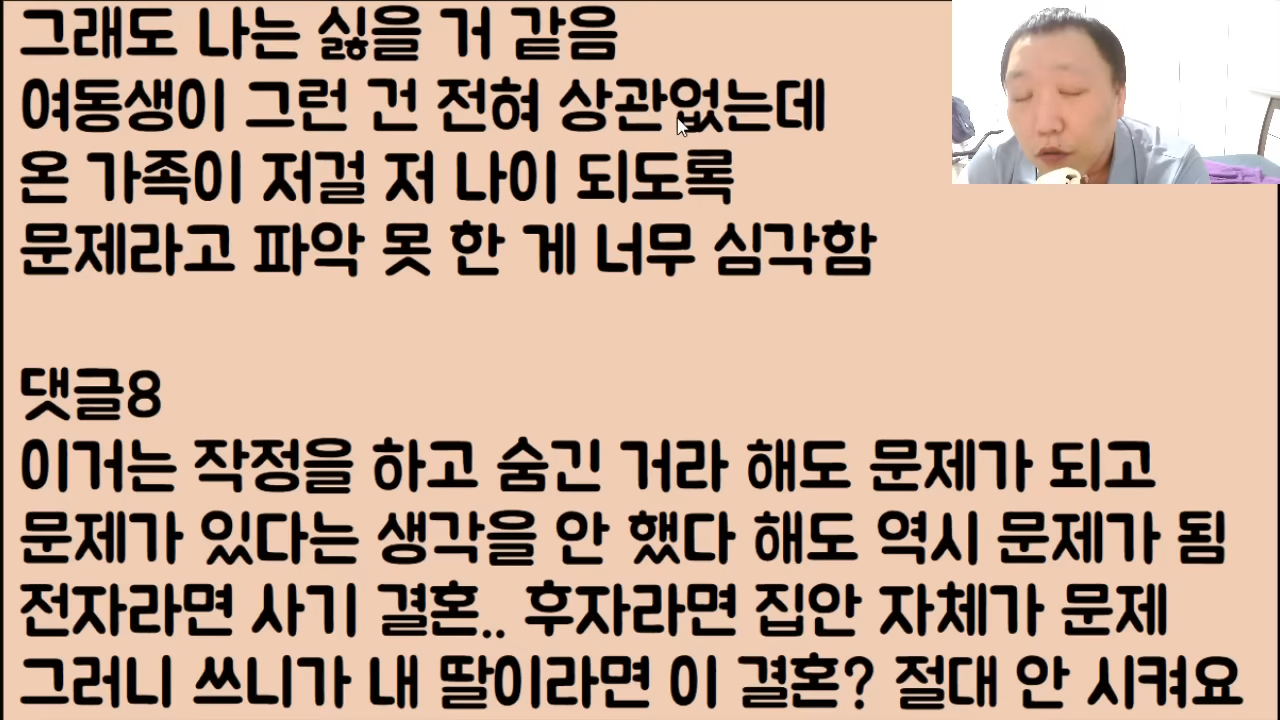 그래도 나는 싫을 거 같음
여동생이 그런 건 전혀 상관없는데
온 가족이 저걸 저 나이 되도록
문제라고 파악 못 한 게 너무 심각함
댓글8
이거는 작정을 하고 숨긴 거라 해도 문제가 되고
문제가 있다는 생각을 안 했다 해도 역시 문제가 됨
전자라면 사기 결혼.. 후자라면 집안 자체가 문제
그러니 쓰니가 내 딸이라면 이 결혼? 절대 안 시켜요